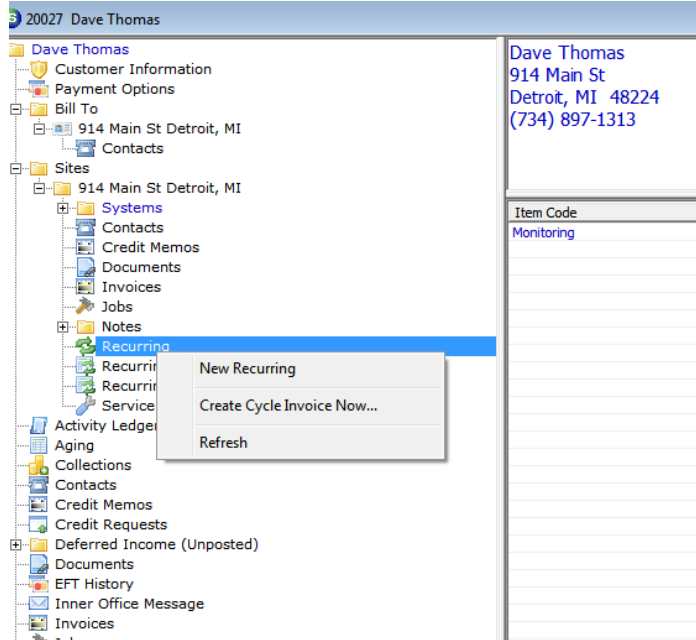 20027 Dave Thomas
Dave Thomas
Customer Information
Payment Options
Bill To
914 Main St Detroit, MI
Contacts
Sites
914 Main St Detroit, MI
Systems
Contacts
Credit Memos
Documents
Invoices
Jobs
Notes
Recurring
Recurrin
Recurrin
Service
Activity Ledger
Aging
Collections
Contacts
Credit Memos
Credit Requests
Deferred Income (Unposted)
Documents
EFT History
Inner Office Message
Invoices
New Recurring
Create Cycle Invoice Now...
Refresh
Dave Thomas
914 Main St
Detroit, MI 48224
(734) 897-1313
Item Code
Monitoring